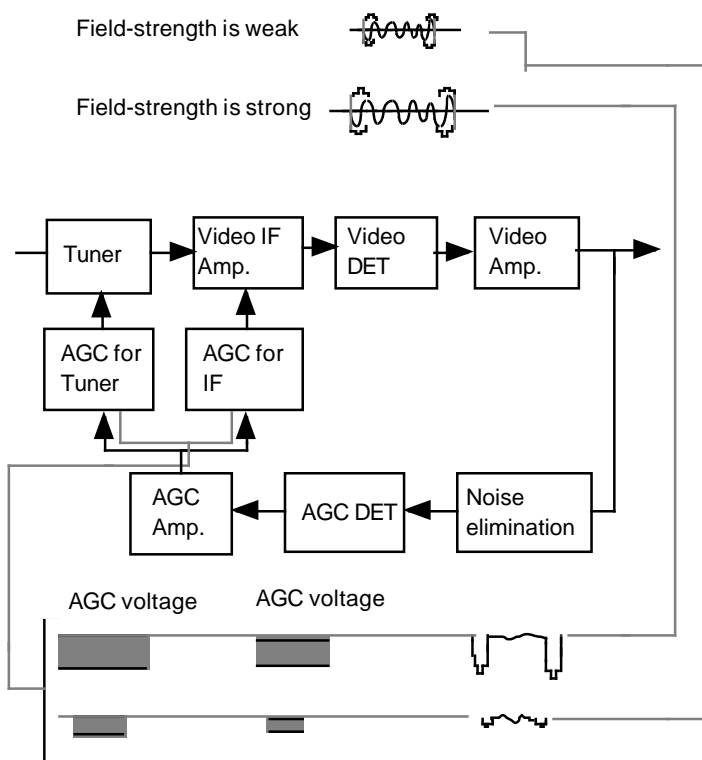 Field-strength is weak
Field-strength is strong
Tuner
Video IF
Amp.
Video
DET
Video
Amp.
AGC for
Tuner
AGC for
IF
AGC
Amp.
AGC DET
Noise
elimination
AGC voltage
AGC voltage